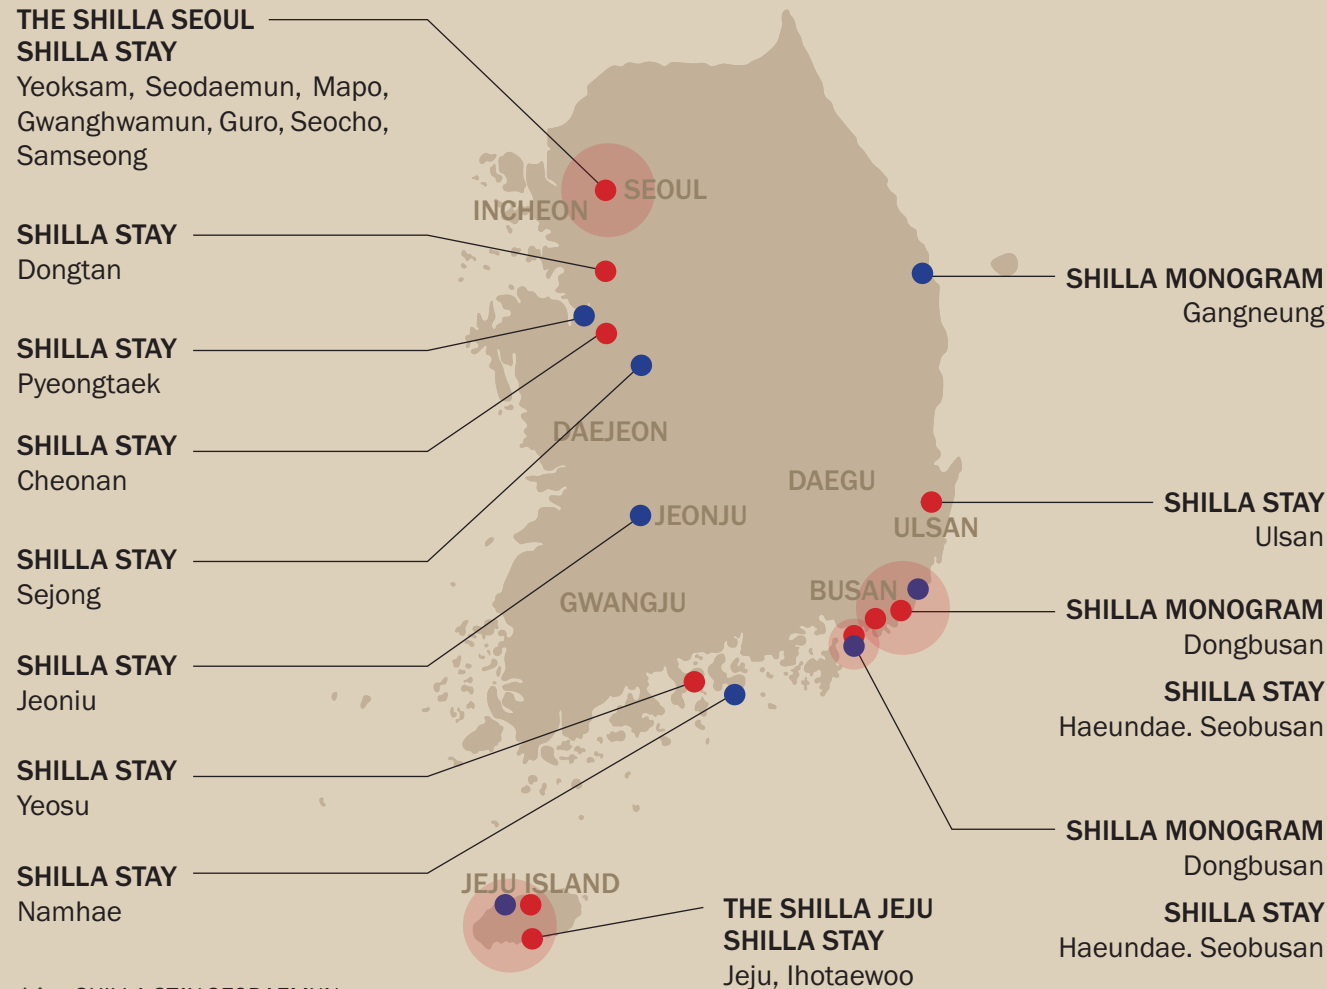 THE SHILLA SEOUL
SHILLA STAY
Yeoksam, Seodaemun, Mapo,
Gwanghwamun, Guro, Seocho,
Samseong
SHILLA STAY
Dongtan
SHILLA STAY
Pyeongtaek
SHILLA STAY
Cheonan
SHILLA STAY
Sejong
SHILLA STAY
Jeoniu
SHILLA STAY
Yeosu
SHILLA STAY
Namhae
SEOUL
INCHEON
DAEJEON
DAEGU
JEONJU
ULSAN
BUSAN
GWANGJU
JEJU ISLAND
SHILLA MONOGRAM
Gangneung
SHILLA STAY
Ulsan
SHILLA MONOGRAM
Dongbusan
SHILLA STAY
Haeundae. Seobusan
SHILLA MONOGRAM
Dongbusan
SHILLA STAY
Haeundae. Seobusan
THE SHILLA JEJU
SHILLA STAY
Jeju, Ihotaewoo